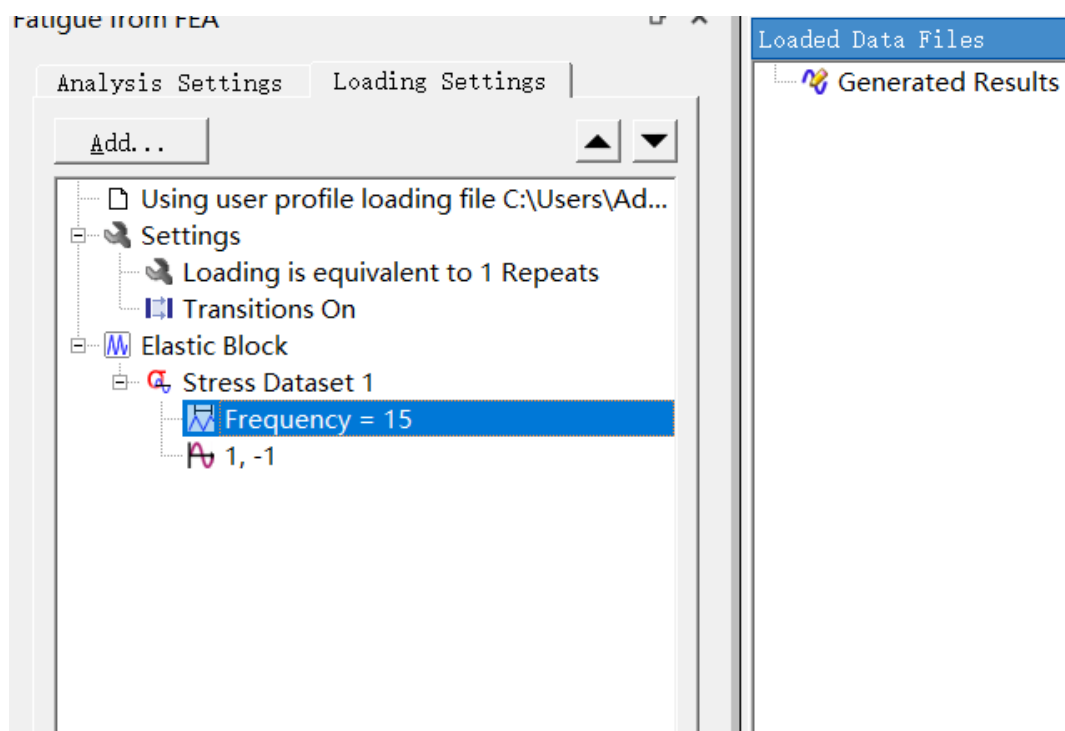 Fatigue from FEA
Loaded Data Files
Analysis Settings
Loading Settings
Generated Results
Add...
Using user profile loading file C:\Users\Ad...
Settings
Loading is equivalent to 1 Repeats
Transitions On
Elastic Block
Stress Dataset 1
Frequency = 15
1, -1